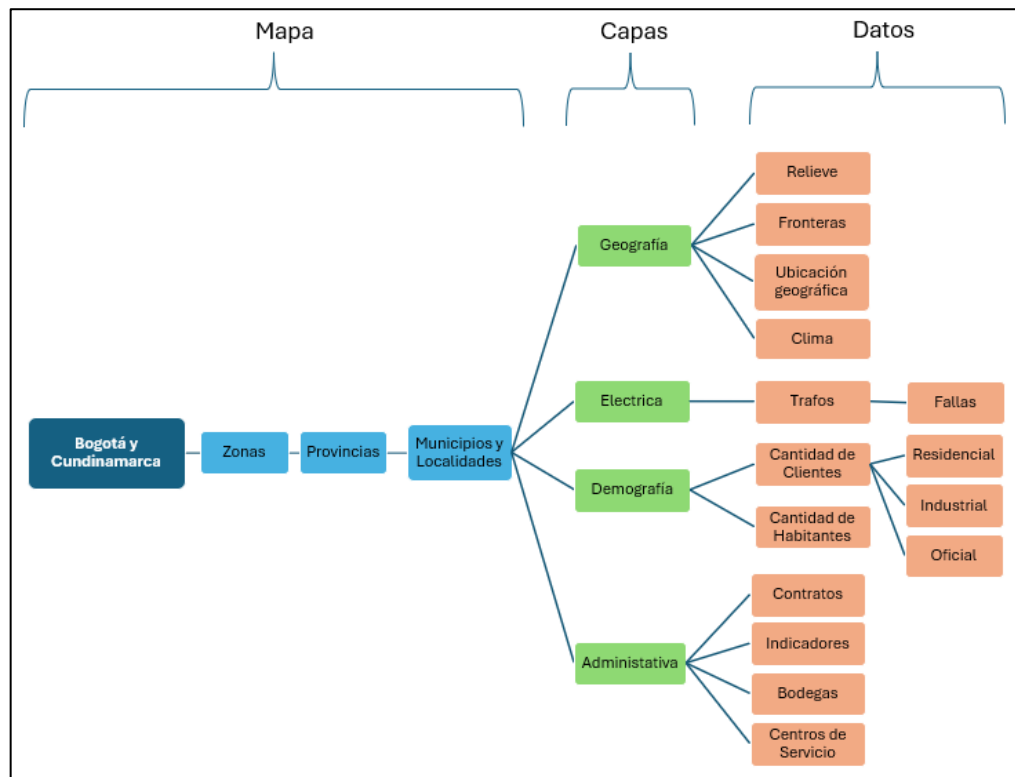 Mapa
Capas
Datos
Bogotá y
Cundinamarca
Zonas
Provincias
Municipios y
Localidades
Geografía
Relieve
Fronteras
Ubicación
geográfica
Clima
Electrica
Trafos
Fallas
Demografía
Cantidad de
Clientes
Residencial
Industrial
Oficial
Cantidad de
Habitantes
Administativa
Contratos
Indicadores
Bodegas
Centros de
Servicio